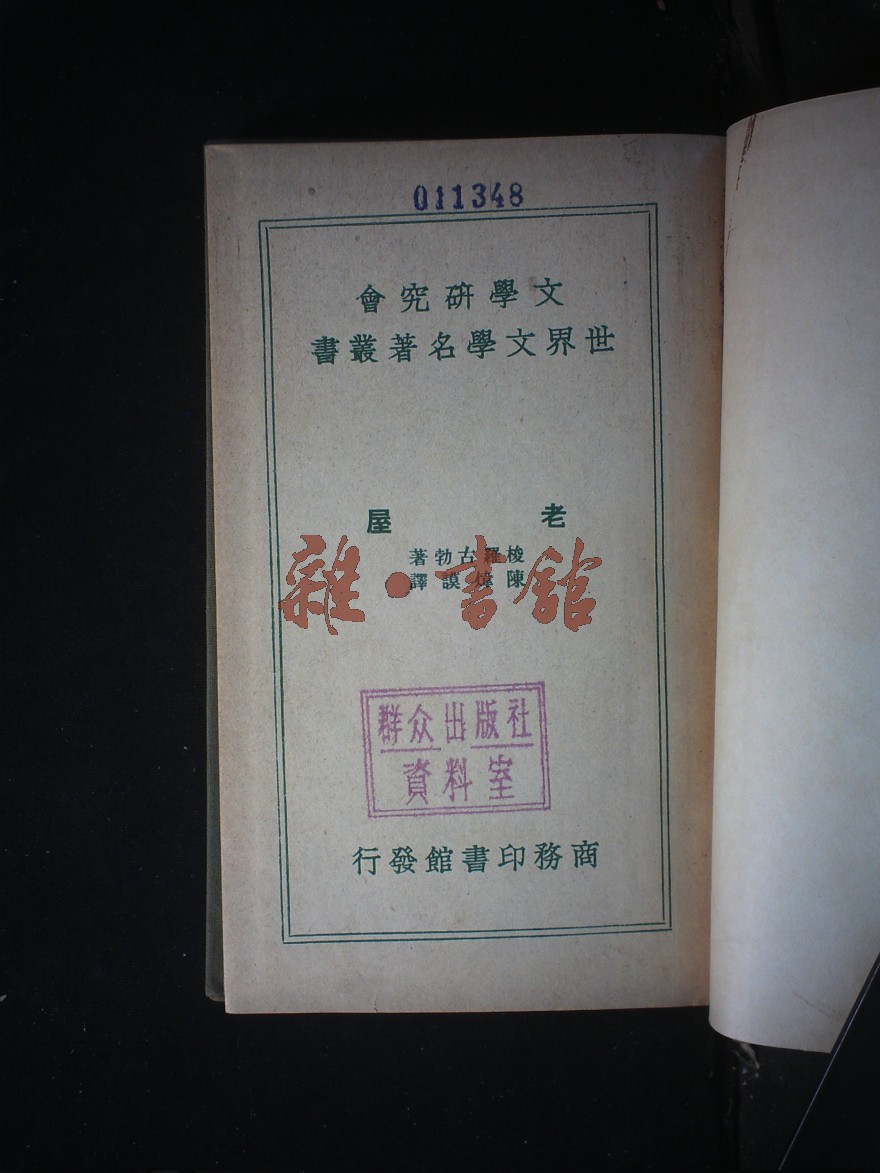 011348
文學研究會
世界文學名著叢書
老屋
梭羅古勃著
陳煒謨譯
雜·書館
群众出版社
資料室
商務印書館發行